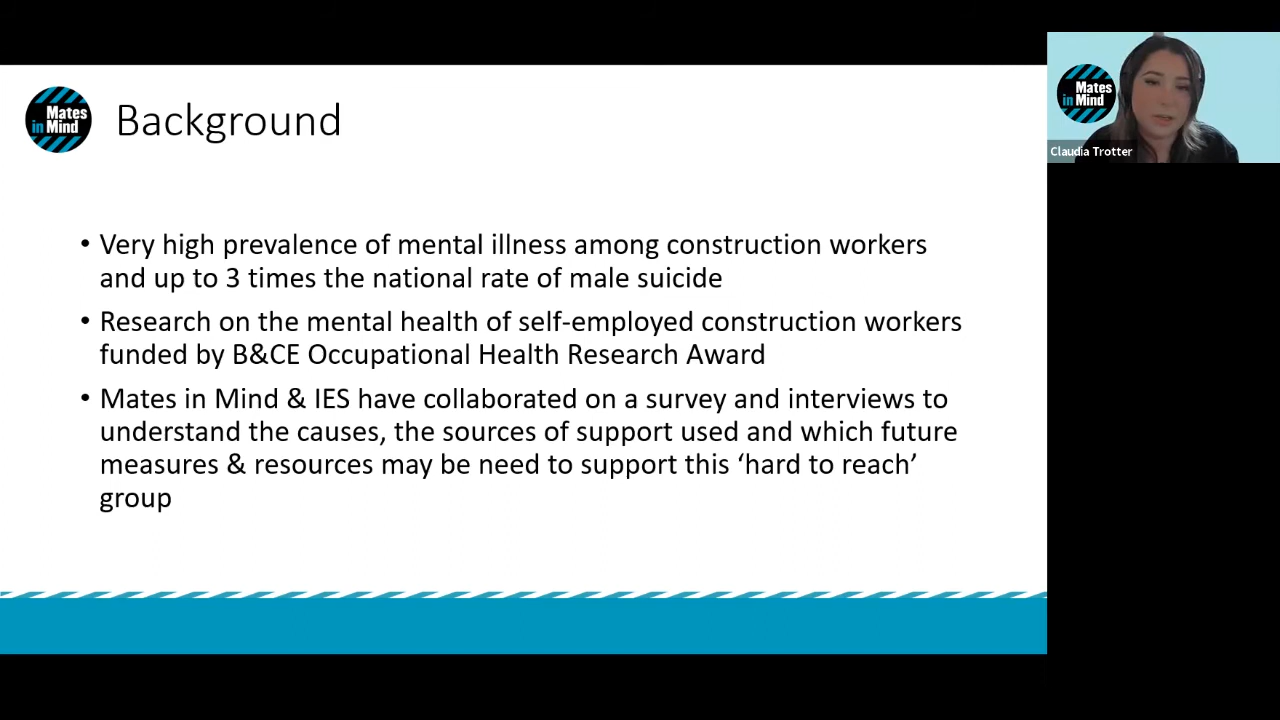 Mates
in Mind
Background
• Very high prevalence of mental illness among construction workers
and up to 3 times the national rate of male suicide
• Research on the mental health of self-employed construction workers
funded by B&CE Occupational Health Research Award
• Mates in Mind & IES have collaborated on a survey and interviews to
understand the causes, the sources of support used and which future
measures & resources may be need to support this ‘hard to reach’
group
Mates
in Mind
Claudia Trotter